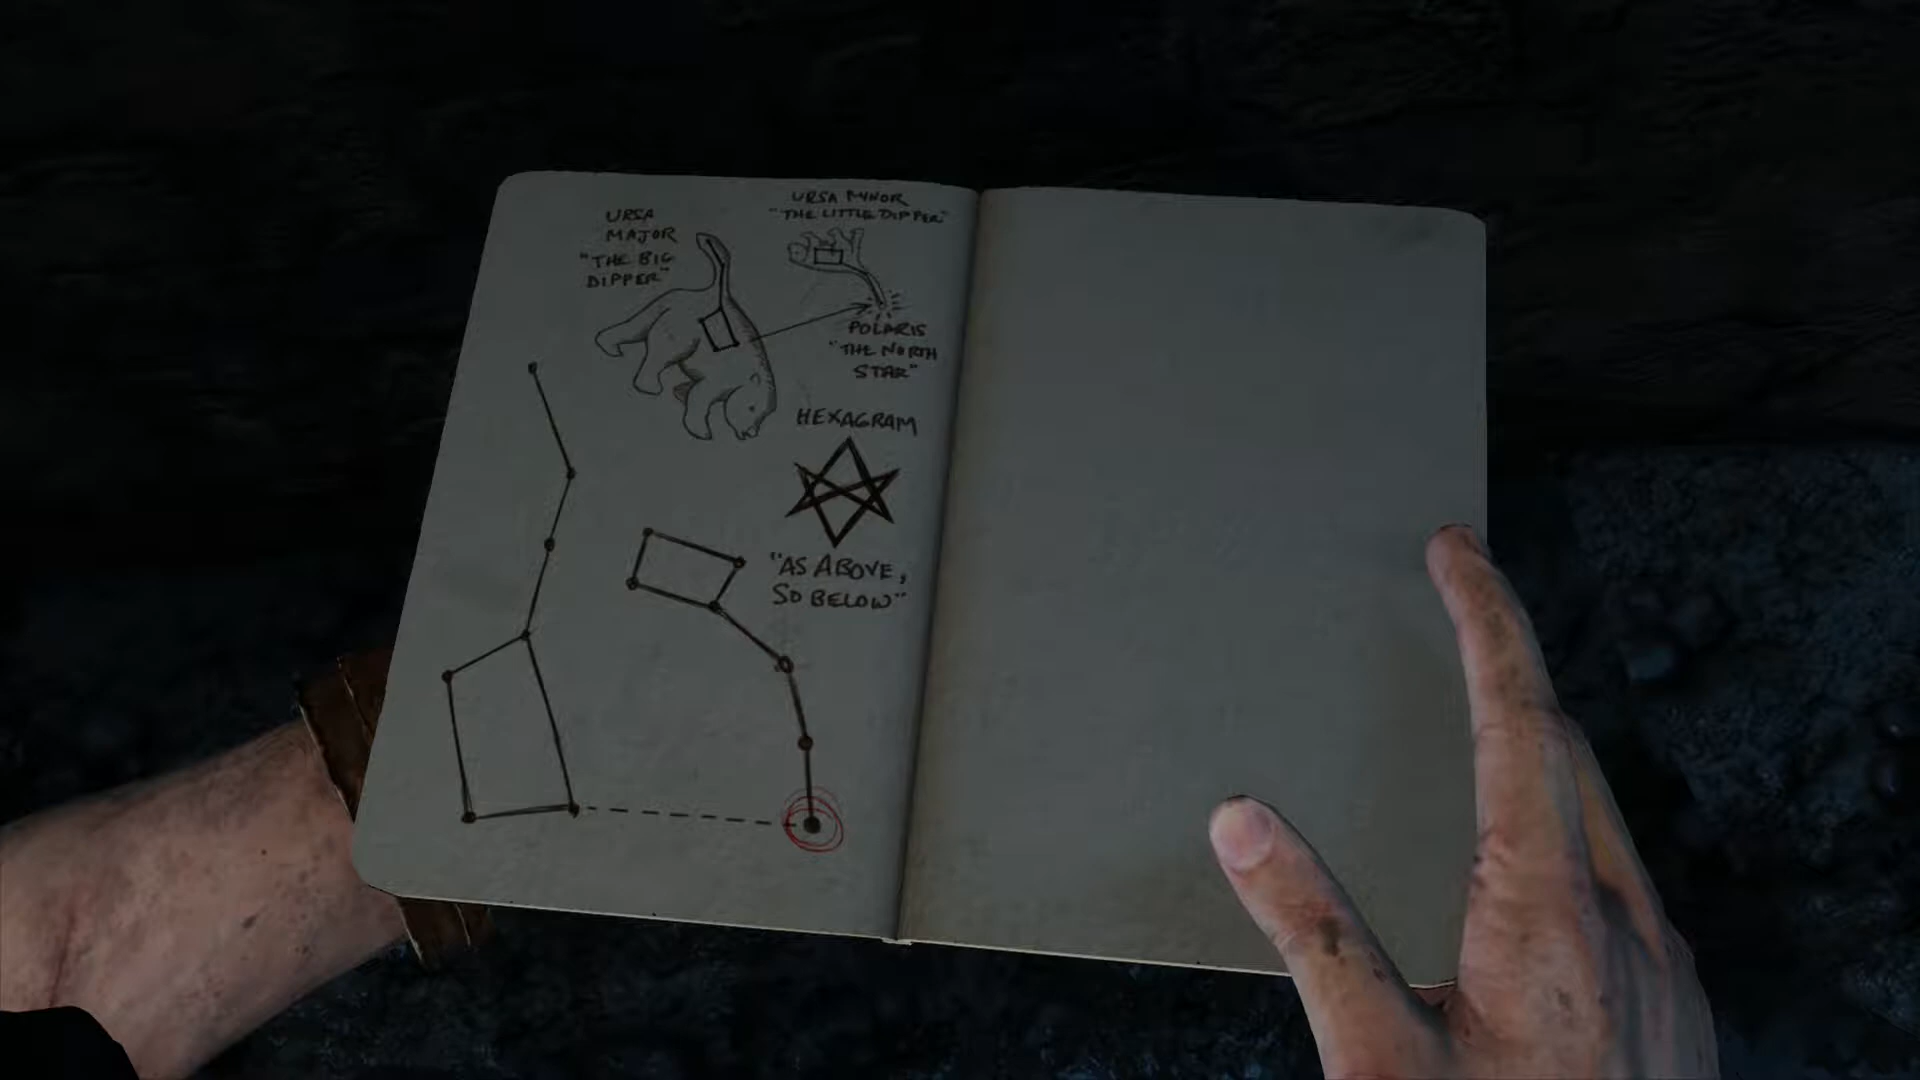 URSA
MAJOR
"THE BIG
DIPPER"
URSA MINOR
"THE LITTLE DIPPER"
POLARIS
"THE NORTH
STAR"
HEXAGRAM
"AS ABOVE,
SO BELOW"